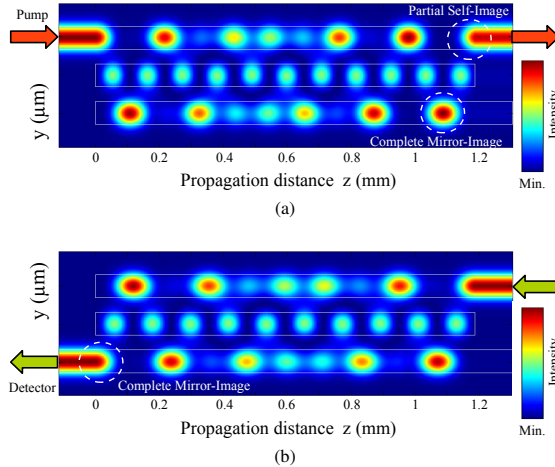 Pump
Partial Self-Image
y (μm)
Complete Mirror-Image
0 0.2 0.4 0.6 0.8 1.0 1.2
Propagation distance z (mm)
Intensity
Min.
(a)
y (μm)
Detector
Complete Mirror-Image
0 0.2 0.4 0.6 0.8 1.0 1.2
Propagation distance z (mm)
Intensity
Min.
(b)